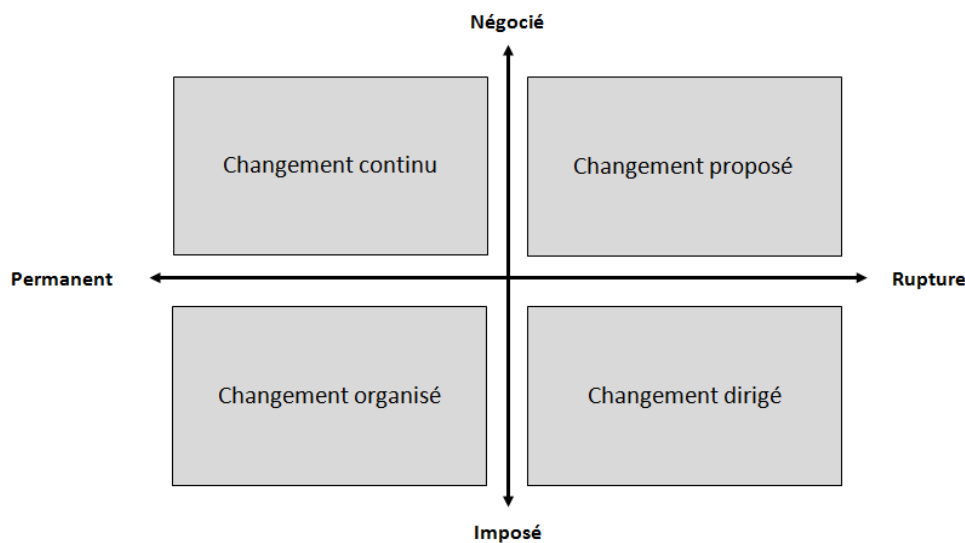 Négocié
Changement continu
Changement proposé
Permanent
Rupture
Changement organisé
Changement dirigé
Imposé